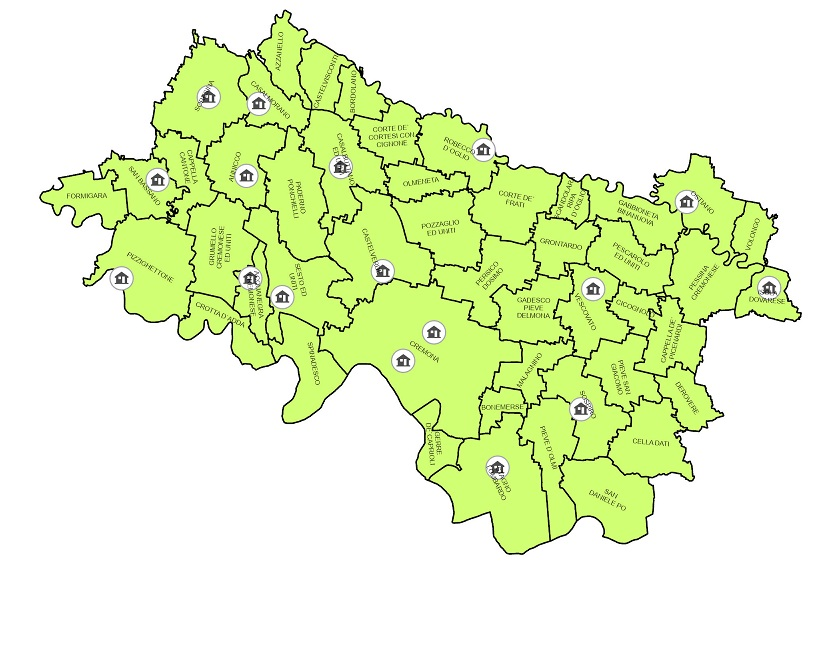 AZZANELLO
CASTELVISCONTI
BORDOLANO
CASALMORANO
CORTE DE'
CORTESI CON
CIGNONE
ROBECCO
D'OGLIO
CAPPELLA
CANTONE
ANNICCO
SAN BASSANO
FORMIGARA
PADERNO
PONCHIELLI
OLMENETA
CORTE DE'
FRATI
GABBIONETA
BINANUOVA
OSTIANO
VOLONGO
POZZAGLIO
ED UNITI
GRUMELLO
CREMONESE
ED UNITI
PIZZIGHETTONE
GRONTARDO
PESCAROLO
ED UNITI
PESSINA
CREMONESE
PERSICO
DOSIMO
SESTO ED
UNITI
DOVARESE
GADESCO
PIEVE
DELMONA
VESCOVATO
CICOGNOLO
CROTTA D'ADDA
CAPPELLA DE'
PICENARDI
CREMONA
SPINADESCO
MALAGNINO
PIEVE SAN
GIACOMO
DEROVERE
BONEMERSE
GERRE
DE' CAPRIOLI
PIEVE D'OLMI
CELLA DATI
SAN
DANIELE PO